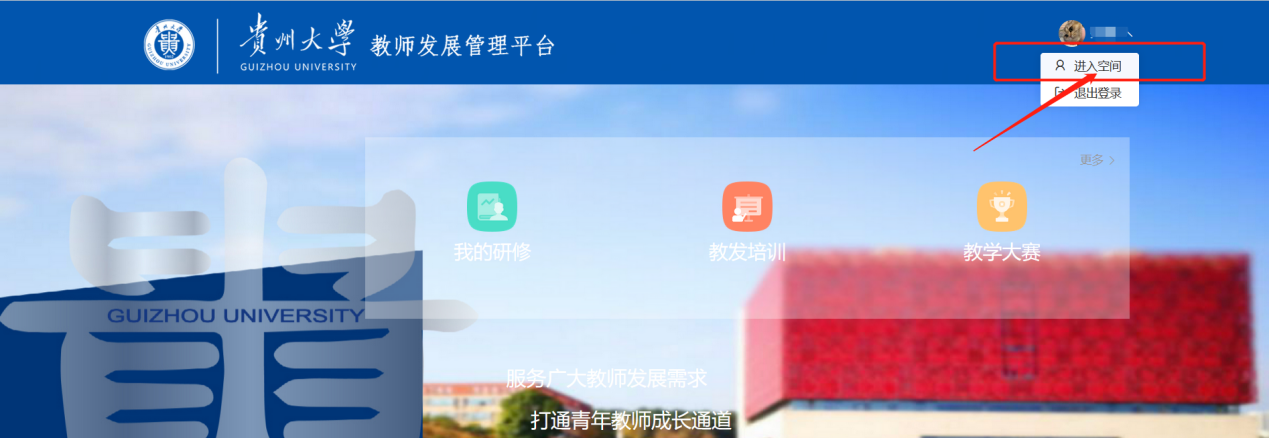 貴州大學 教师发展管理平台
GUIZHOU UNIVERSITY
进入空间
退出登录
更多
我的研修 教发培训 教学大赛
貴
GUIZHOU UNIVERSITY
服务广大教师发展需求
打通青年教师成长通道